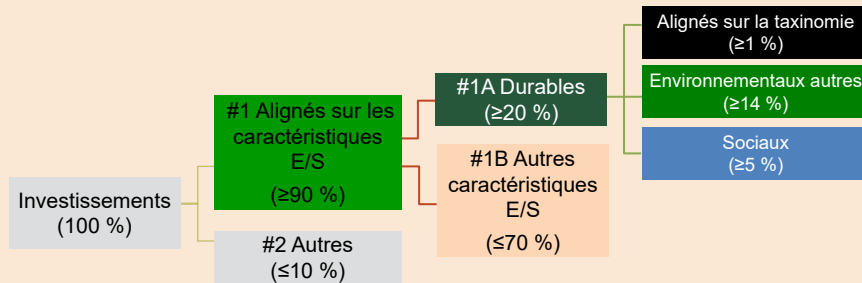 Investissements
(100 %)
#1 Alignés sur les
caractéristiques
E/S
(≥90 %)
#2 Autres
(≤10 %)
#1A Durables
(≥20 %)
#1B Autres
caractéristiques
E/S
(≤70 %)
Alignés sur la taxinomie
(≥1 %)
Environnementaux autres
(≥14 %)
Sociaux
(≥5 %)